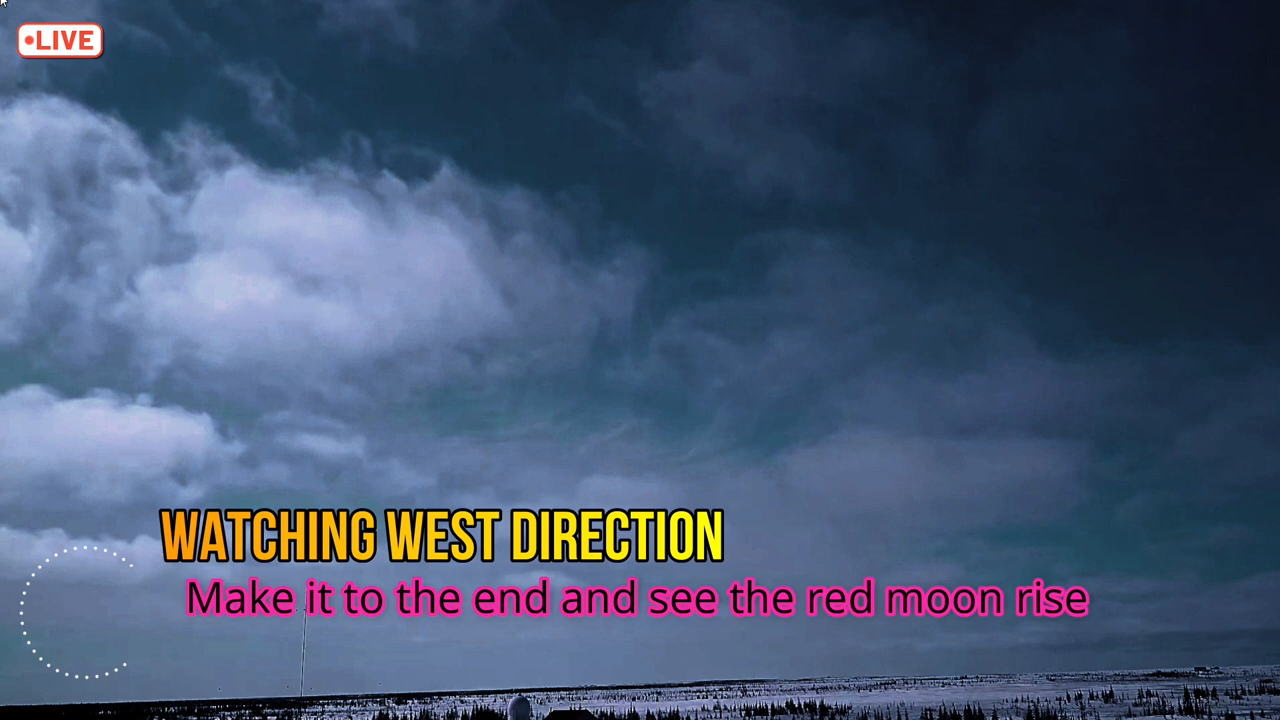 LIVE
WATCHING WEST DIRECTION
Make it to the end and see the red moon rise